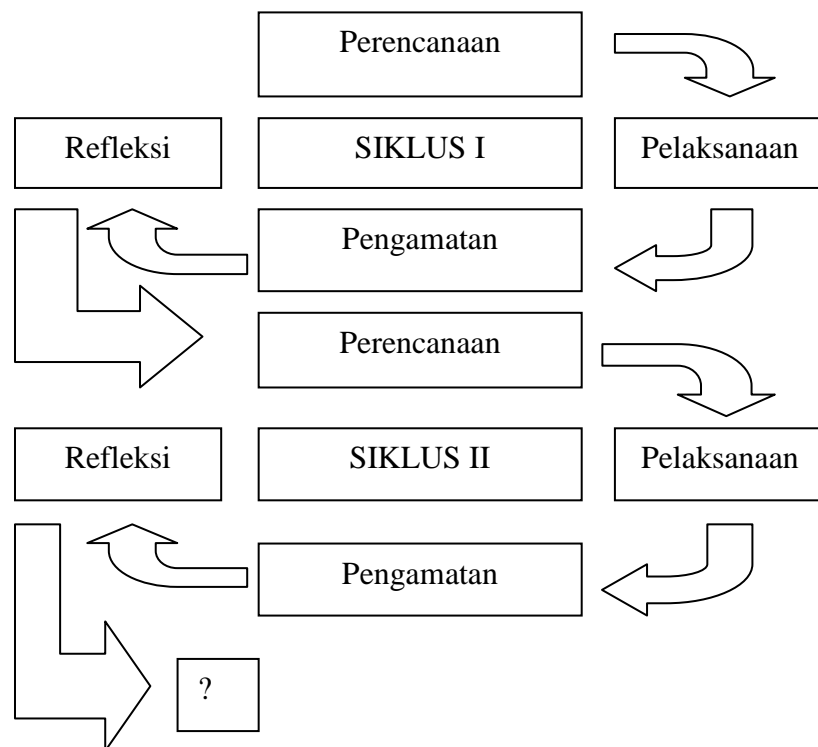 Perencanaan
Refleksi SIKLUS I Pelaksanaan
Pengamatan
Perencanaan
Refleksi SIKLUS II Pelaksanaan
Pengamatan
?